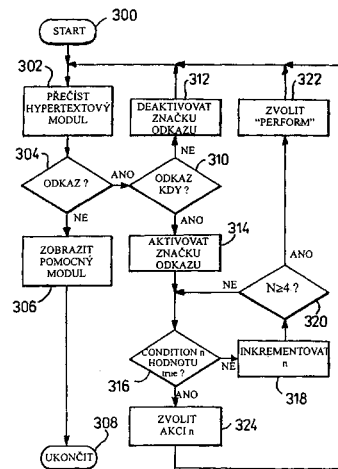 START
300
302
PŘEČÍST
HYPERTEXTOVÝ
MODUL
312
DEAKTIVOVAT
ZNAČKU
ODKAZU
322
ZVOLIT
"PERFORM"
304
ODKAZ ?
ANO
NE
310
ODKAZ
KDY?
NE
ANO
ZOBRAZIT
POMOCNÝ
MODUL
306
314
AKTIVOVAT
ZNAČKU
ODKAZU
ANO
NE
N≥4 ?
320
CONDITION n
HODNOTU
true ?
316
NE
INKREMENTOVAT
n
318
ANO
ZVOLIT
AKCI n
324
308
UKONČIT